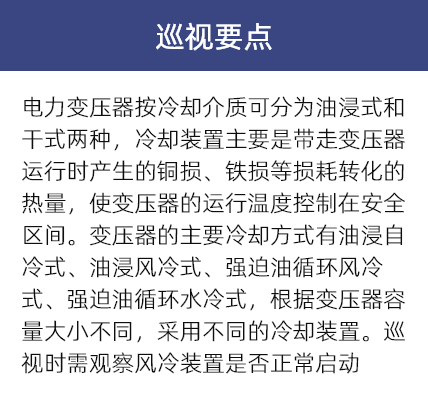 巡视要点
电力变压器按冷却介质可分为油浸式和
干式两种，冷却装置主要是带走变压器
运行时产生的铜损、铁损等损耗转化的
热量，使变压器的运行温度控制在安全
区间。变压器的主要冷却方式有油浸自
冷式、油浸风冷式、强迫油循环风冷
式、强迫油循环水冷式，根据变压器容
量大小不同，采用不同的冷却装置。巡
视时需观察风冷装置是否正常启动